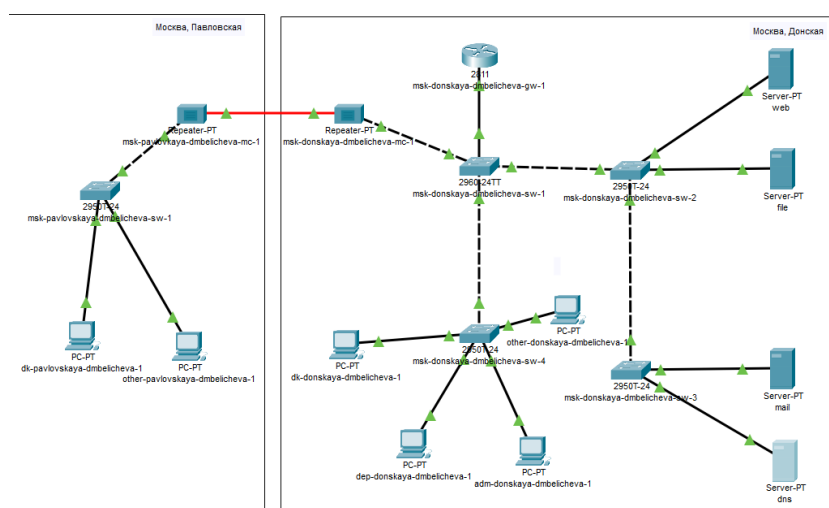 Москва, Павловская
Москва, Донская
2811
msk-donskaya-dmbelicheva-gw-1
Server-PT
web
Repeater-PT
msk-pavlovskaya-dmbelicheva-mc-1
Repeater-PT
msk-donskaya-dmbelicheva-mc-1
2960-24TT
msk-donskaya-dmbelicheva-sw-1
2950T-24
msk-donskaya-dmbelicheva-sw-2
Server-PT
file
2950T-24
msk-pavlovskaya-dmbelicheva-sw-1
PC-PT
dk-pavlovskaya-dmbelicheva-1
PC-PT
other-pavlovskaya-dmbelicheva-1
PC-PT
other-donskaya-dmbelicheva-1
2950T-24
msk-donskaya-dmbelicheva-sw-4
PC-PT
dk-donskaya-dmbelicheva-1
2950T-24
msk-donskaya-dmbelicheva-sw-3
Server-PT
mail
PC-PT
dep-donskaya-dmbelicheva-1
PC-PT
adm-donskaya-dmbelicheva-1
Server-PT
dns